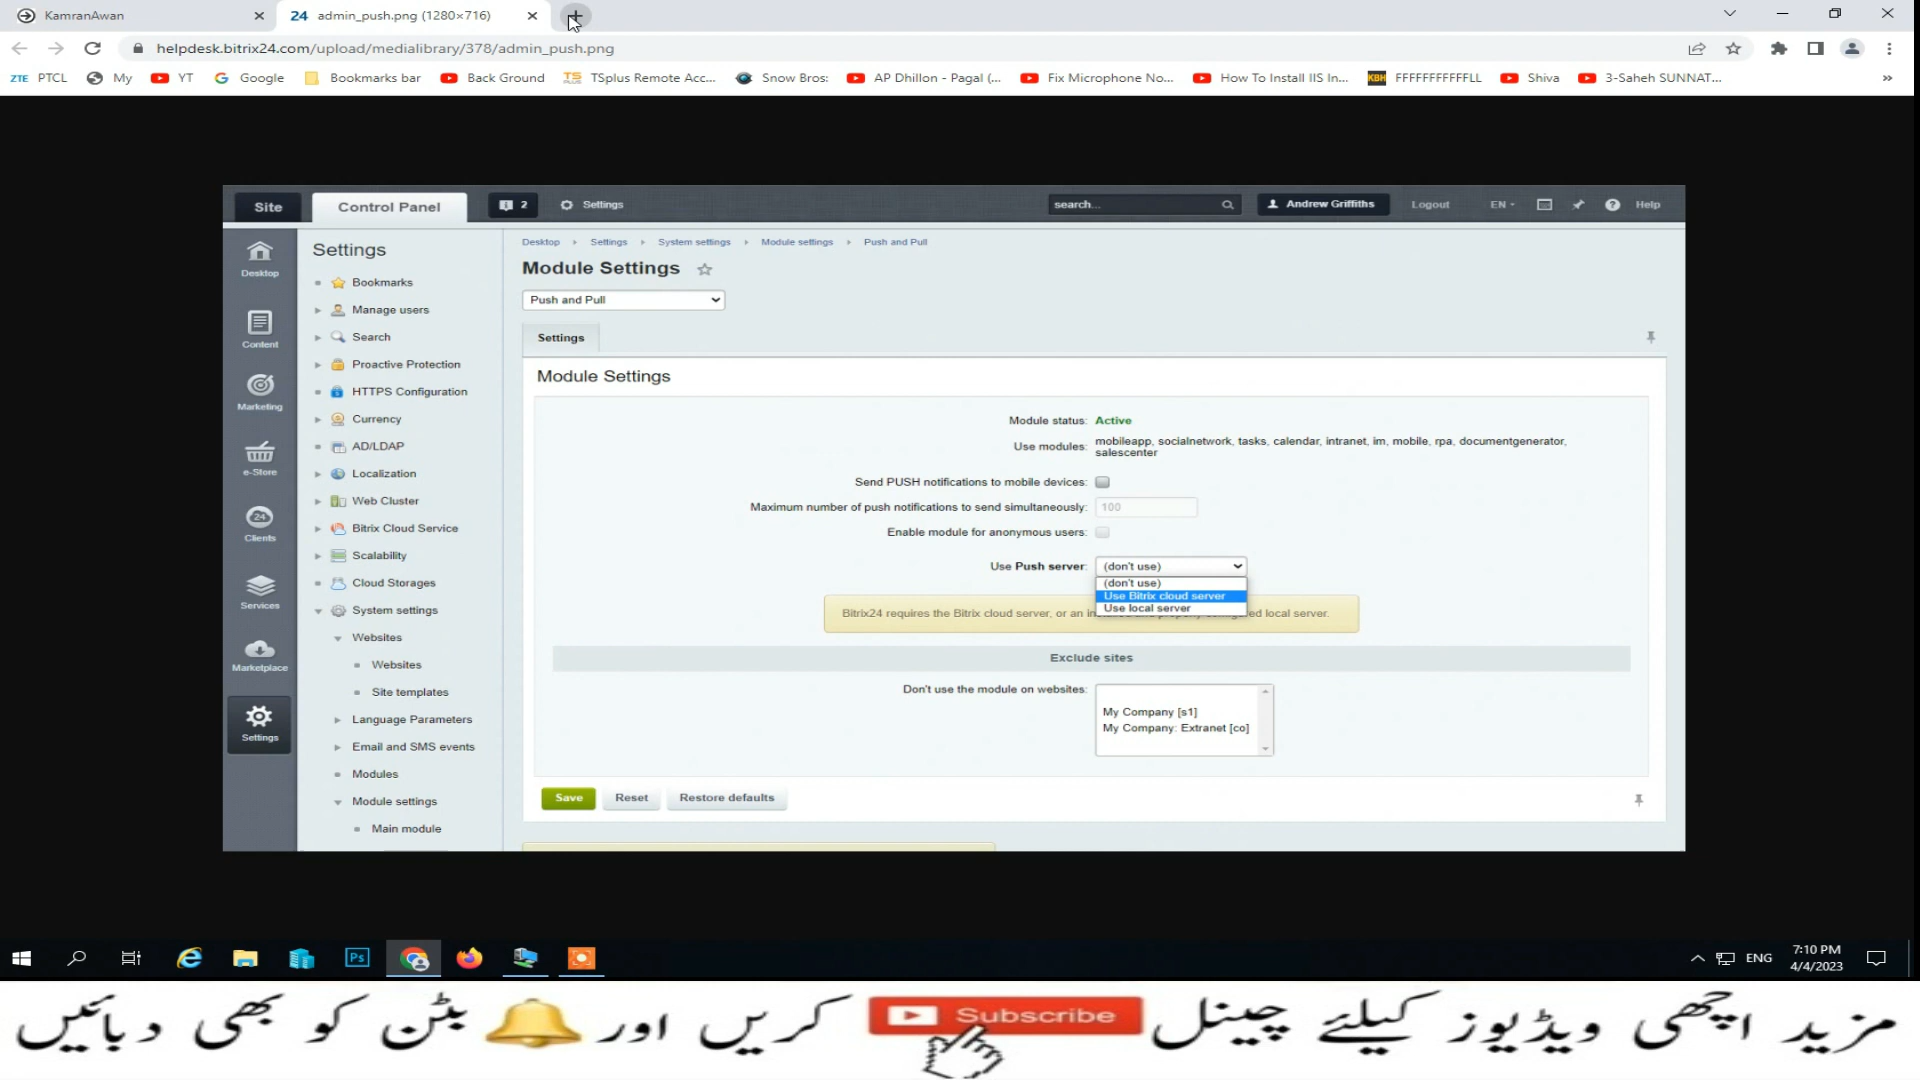 KamranAwan
24 admin_push.png (1280×716)
helpdesk.bitrix24.com/upload/medialibrary/378/admin_push.png
ZTE PTCL My YT Google Bookmarks bar Back Ground TSplus Remote Acc... Snow Bros: AP Dhillon - Pagal (... Fix Microphone No... How To Install IIS In... KBH FFFFFFFFFFFLL Shiva 3-Saheh SUNNAT... »
Site Control Panel 2 Settings search... Andrew Griffiths Logout EN Help
Desktop
Content
Marketing
e-Store
24
Clients
Services
Marketplace
Settings
Settings
Bookmarks
Manage users
Search
Proactive Protection
HTTPS Configuration
Currency
AD/LDAP
Localization
Web Cluster
Bitrix Cloud Service
Scalability
Cloud Storages
System settings
Websites
Websites
Site templates
Language Parameters
Email and SMS events
Modules
Module settings
Main module
Desktop Settings System settings Module settings Push and Pull
Module Settings
Push and Pull
Settings
Module Settings
Module status: Active
Use modules: mobileapp, socialnetwork, tasks, calendar, intranet, im, mobile, rpa, documentgenerator,
salescenter
Send PUSH notifications to mobile devices:
Maximum number of push notifications to send simultaneously: 100
Enable module for anonymous users:
Use Push server: (don't use)
(don't use)
Use Bitrix cloud server
Use local server
Bitrix24 requires the Bitrix cloud server, or an in ed local server.
Exclude sites
Don't use the module on websites:
My Company [s1]
My Company: Extranet [co]
Save Reset Restore defaults
Ps
ENG
7:10 PM
4/4/2023
مزید اچھی ویڈیوز کیلئے چینل Subscribe کریں اور بٹن کو بھی دبائیں